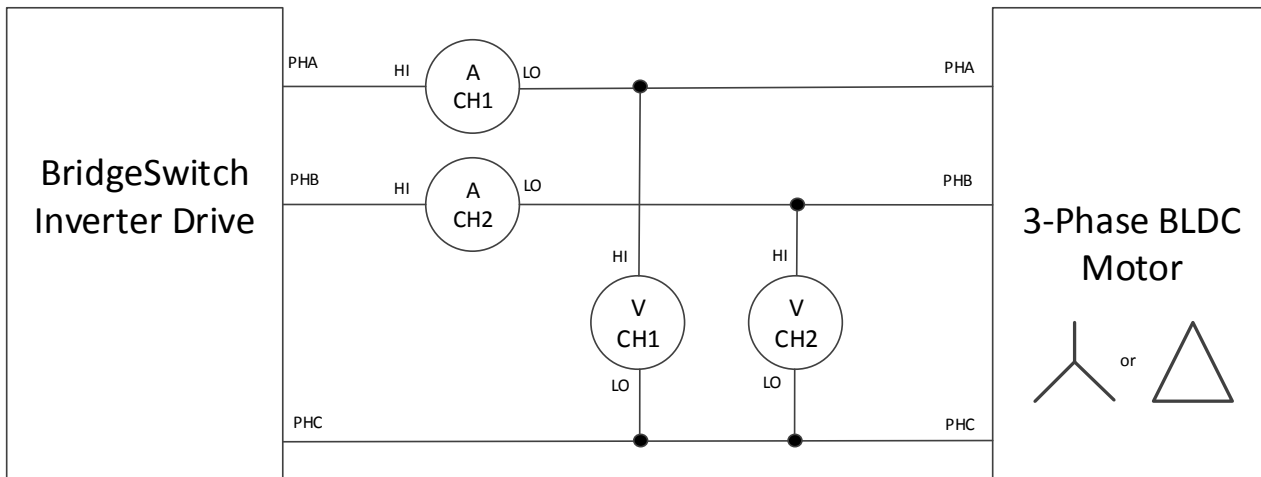 PHA
HI
A
CH1
LO
PHA
BridgeSwitch
Inverter Drive
PHB
HI
A
CH2
LO
PHB
3-Phase BLDC
Motor
HI
V
CH1
LO
HI
V
CH2
LO
or
PHC
PHC